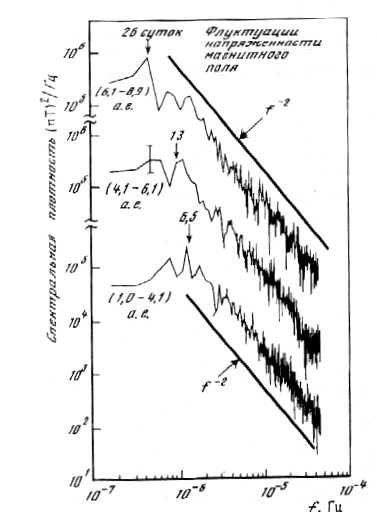 26 суток
Флуктуации
напряженности
магнитного
поля
Спектральная плотность (пТ)²/Гц
10⁶
10⁵
(6,1–8,9)
а.е.
f⁻²
10⁶
13
10⁵
(4,1–6,1)
а.е.
6,5
10⁵
(1,0–4,1)
а.е.
10⁴
f⁻²
10³
10²
10¹
10⁻⁷
10⁻⁶
10⁻⁵
10⁻⁴
f, Гц